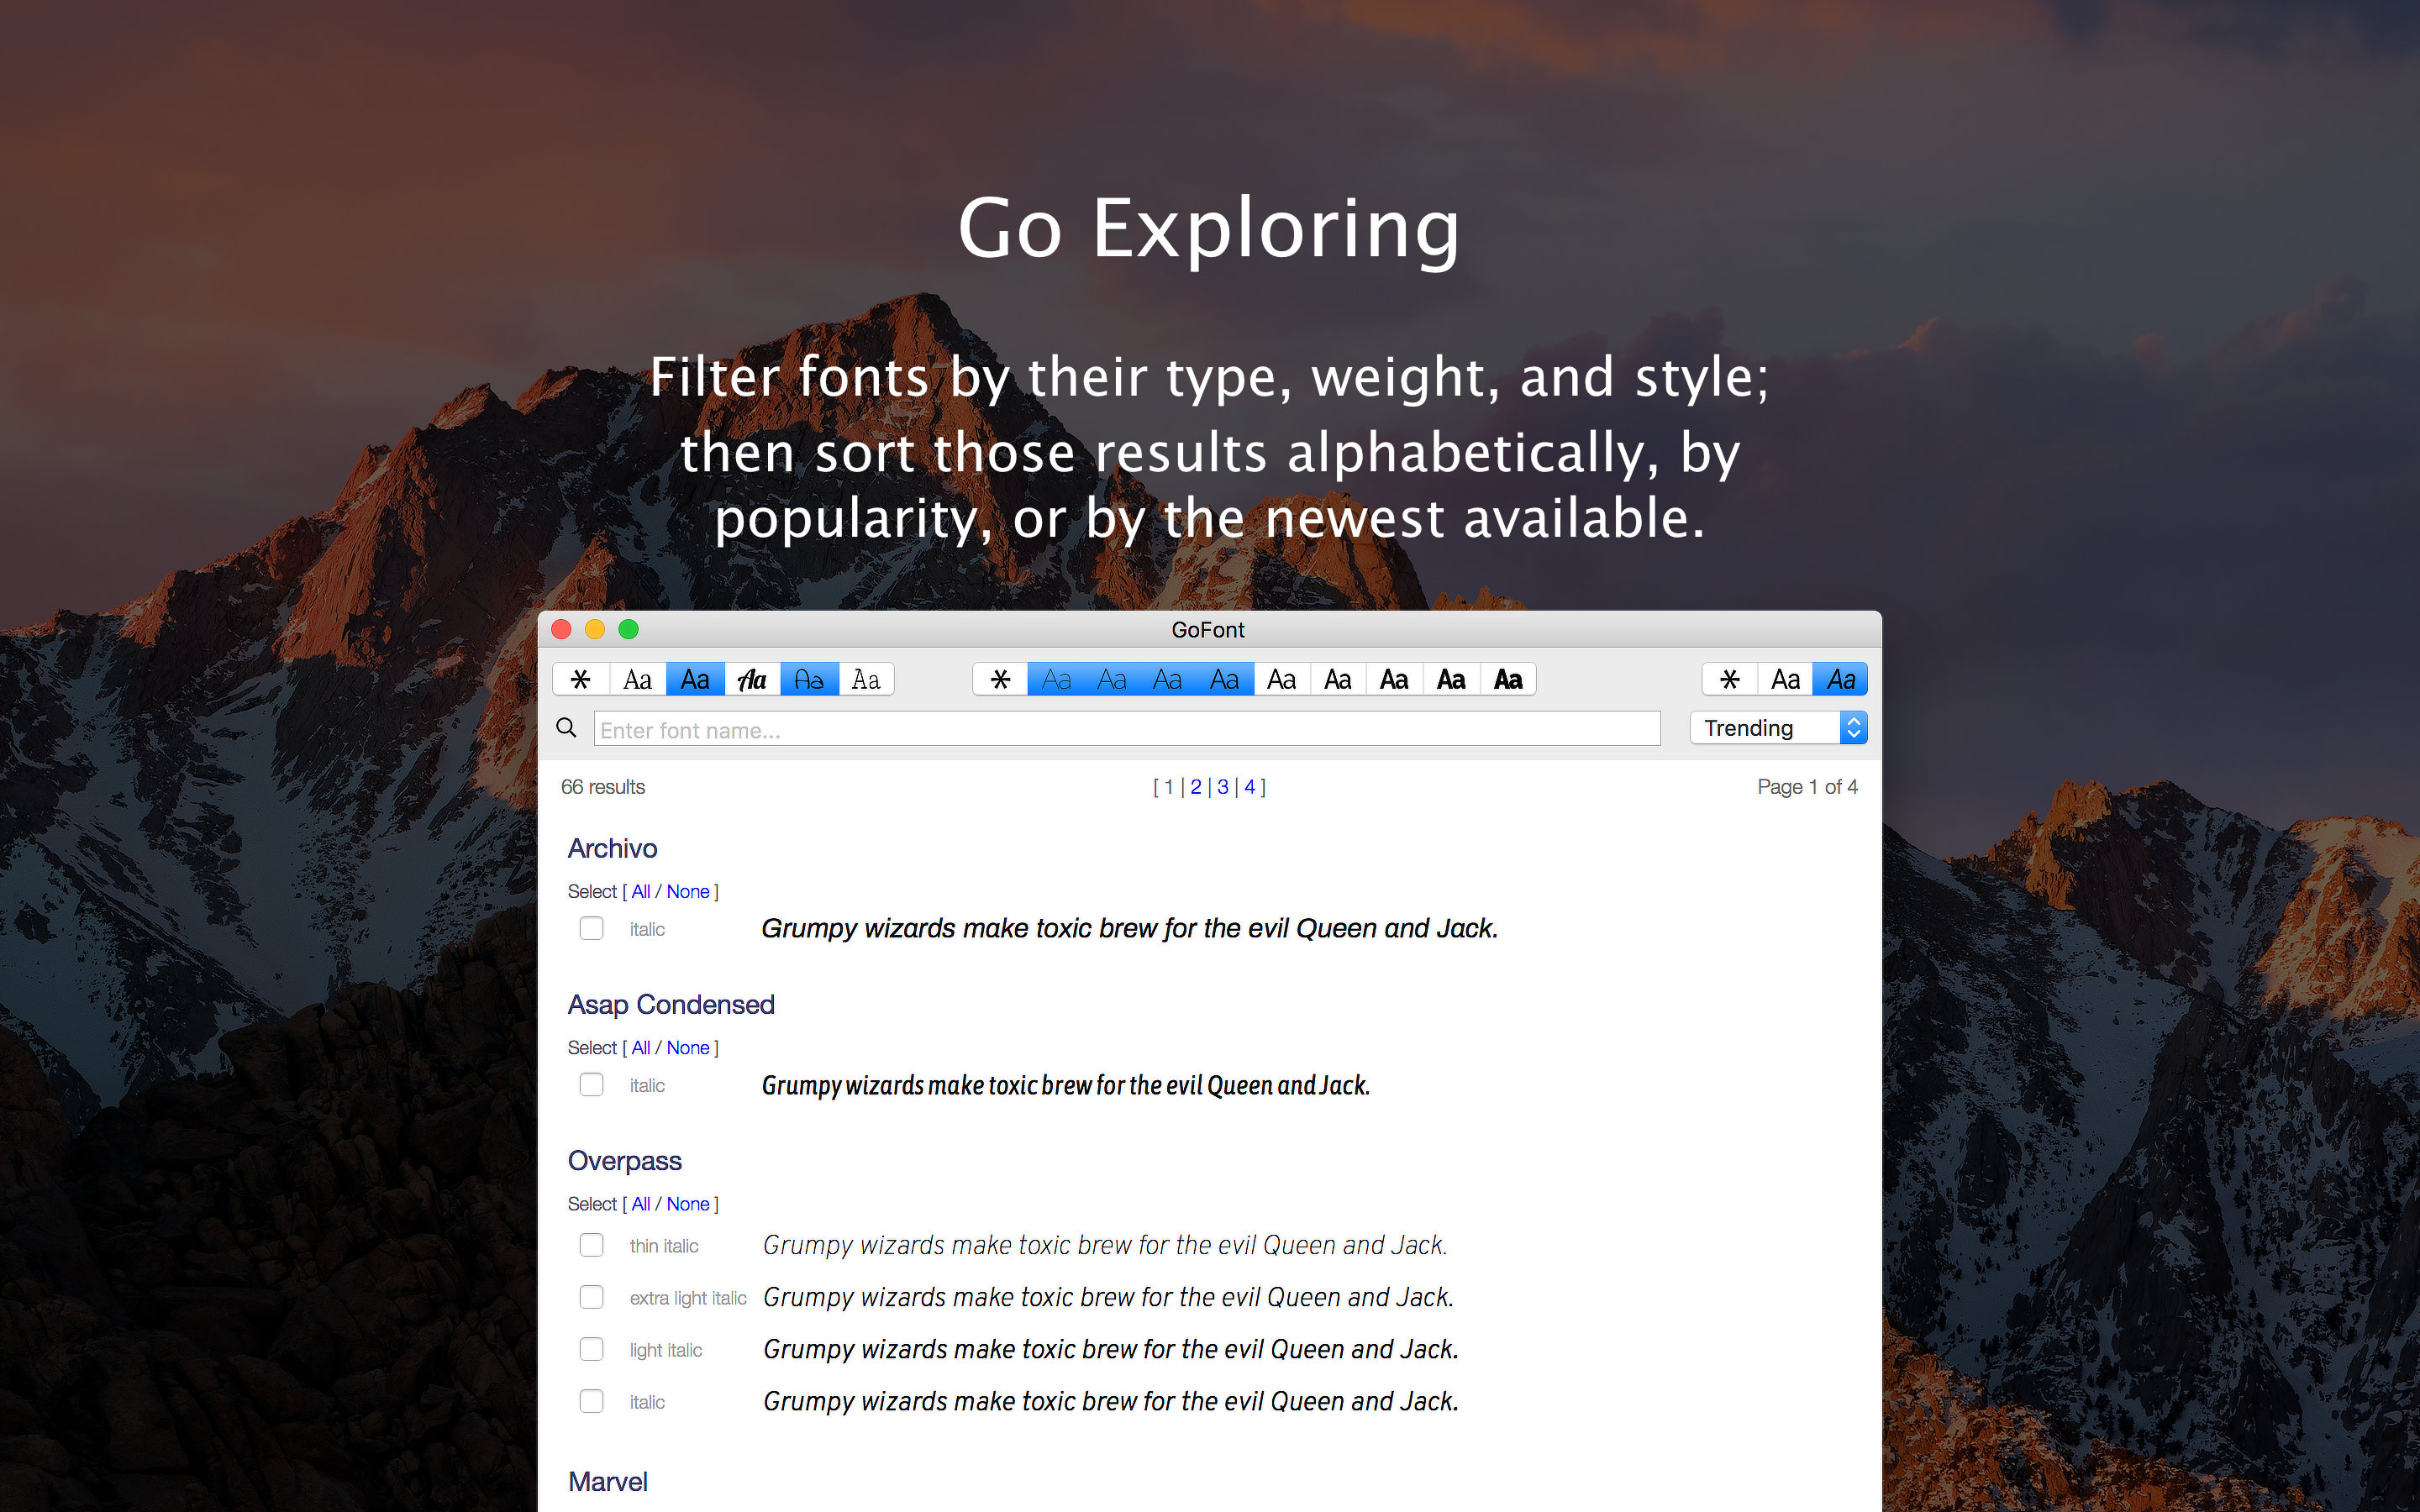 Go Exploring
Filter fonts by their type, weight, and style;
then sort those results alphabetically, by
popularity, or by the newest available.
GoFont
* Aa Aa Aa Aa Aa
* Aa Aa Aa Aa Aa Aa Aa Aa Aa
* Aa Aa
Enter font name...
Trending
66 results
[ 1 | 2 | 3 | 4 ]
Page 1 of 4
Archivo
Select [ All / None ]
italic Grumpy wizards make toxic brew for the evil Queen and Jack.
Asap Condensed
Select [ All / None ]
italic Grumpy wizards make toxic brew for the evil Queen and Jack.
Overpass
Select [ All / None ]
thin italic Grumpy wizards make toxic brew for the evil Queen and Jack.
extra light italic Grumpy wizards make toxic brew for the evil Queen and Jack.
light italic Grumpy wizards make toxic brew for the evil Queen and Jack.
italic Grumpy wizards make toxic brew for the evil Queen and Jack.
Marvel